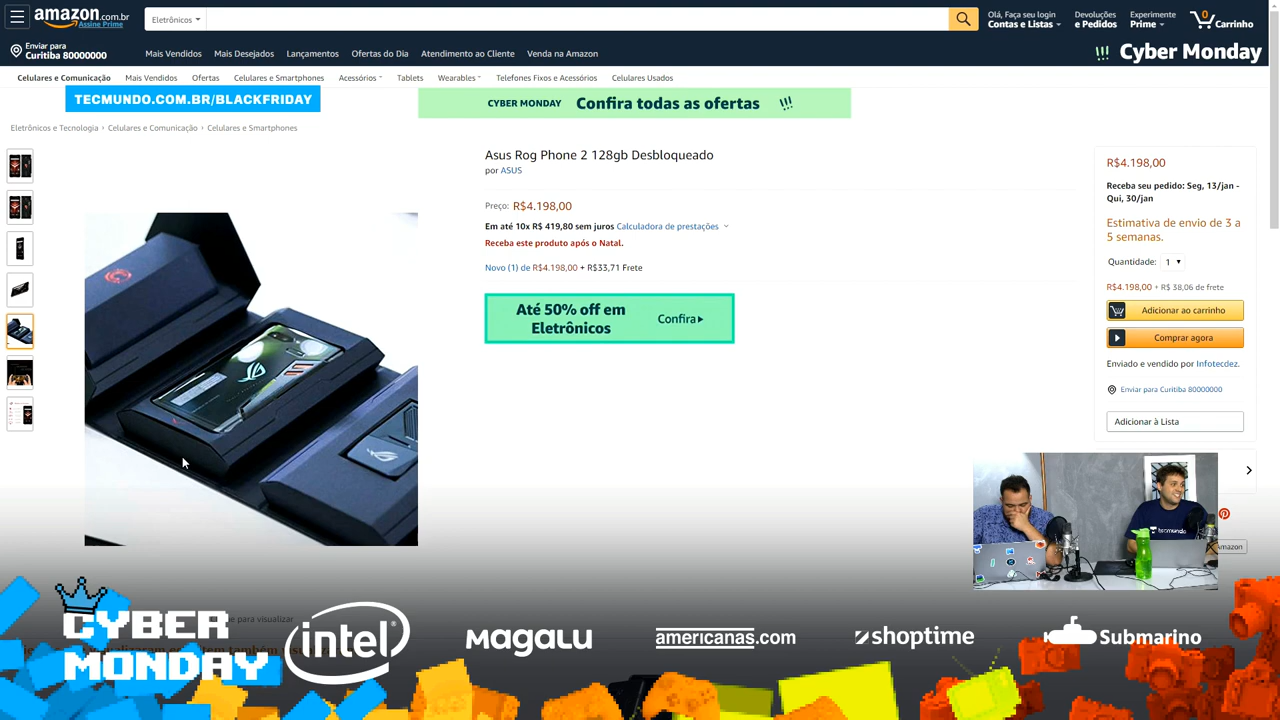 amazon.com.br
Assine Prime
Eletrônicos
Olá, Faça seu login
Contas e Listas
Devoluções
e Pedidos
Experimente
Prime
0
Carrinho
Enviar para
Curitiba 80000000
Mais Vendidos
Mais Desejados
Lançamentos
Ofertas do Dia
Atendimento ao Cliente
Venda na Amazon
Cyber Monday
Celulares e Comunicação
Mais Vendidos
Ofertas
Celulares e Smartphones
Acessórios
Tablets
Wearables
Telefones Fixos e Acessórios
Celulares Usados
TECMUNDO.COM.BR/BLACKFRIDAY
CYBER MONDAY Confira todas as ofertas
Eletrônicos e Tecnologia › Celulares e Comunicação › Celulares e Smartphones
Asus Rog Phone 2 128gb Desbloqueado
por ASUS
Preço: R$4.198,00
Em até 10x R$ 419,80 sem juros Calculadora de prestações
Receba este produto após o Natal.
Novo (1) de R$4.198,00 + R$33,71 Frete
Até 50% off em
Eletrônicos
Confira
R$4.198,00
Receba seu pedido: Seg, 13/jan -
Qui, 30/jan
Estimativa de envio de 3 a
5 semanas.
Quantidade: 1
R$4.198,00 + R$ 38,06 de frete
Adicionar ao carrinho
Comprar agora
Enviado e vendido por Infotecdez.
Enviar para Curitiba 80000000
Adicionar à Lista
tecmundo
Amazon
para visualizar
CYBER
MONDAY
intel
Magalu
americanas.com
shoptime
Submarino